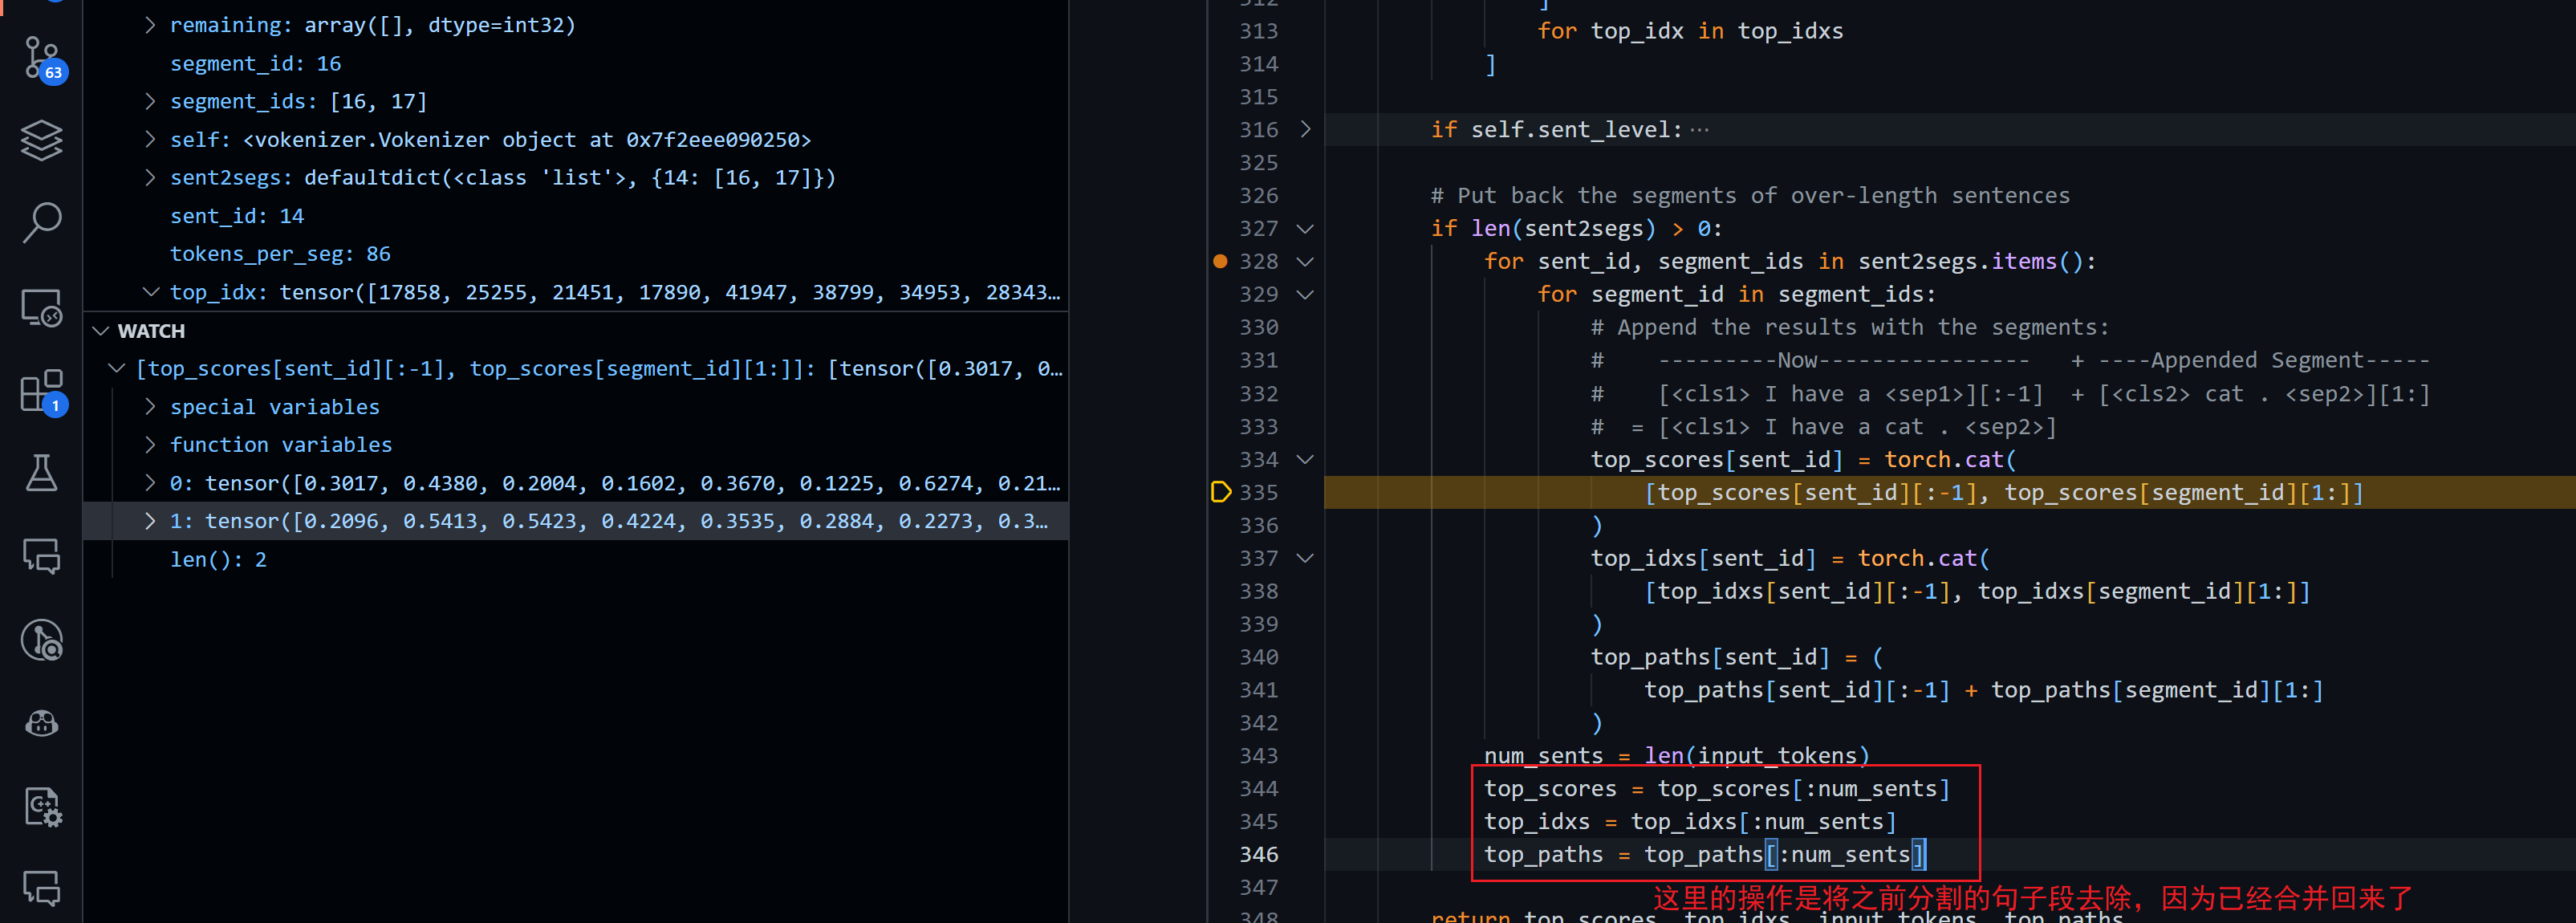 63
1
remaining: array([], dtype=int32)
segment_id: 16
segment_ids: [16, 17]
self: <vokenizer.Vokenizer object at 0x7f2eee090250>
sent2segs: defaultdict(<class 'list'>, {14: [16, 17]})
sent_id: 14
tokens_per_seg: 86
top_idx: tensor([17858, 25255, 21451, 17890, 41947, 38799, 34953, 28343…
WATCH
[top_scores[sent_id][:-1], top_scores[segment_id][1:]]: [tensor([0.3017, 0…
special variables
function variables
0: tensor([0.3017, 0.4380, 0.2004, 0.1602, 0.3670, 0.1225, 0.6274, 0.21…
1: tensor([0.2096, 0.5413, 0.5423, 0.4224, 0.3535, 0.2884, 0.2273, 0.3…
len(): 2
312 ]
313 for top_idx in top_idxs
314 ]
315
316 if self.sent_level:…
325
326 # Put back the segments of over-length sentences
327 if len(sent2segs) > 0:
328 for sent_id, segment_ids in sent2segs.items():
329 for segment_id in segment_ids:
330 # Append the results with the segments:
331 # ---------Now---------------- + ----Appended Segment-----
332 # [<cls1> I have a <sep1>][:-1] + [<cls2> cat . <sep2>][1:]
333 # = [<cls1> I have a cat . <sep2>]
334 top_scores[sent_id] = torch.cat(
335 [top_scores[sent_id][:-1], top_scores[segment_id][1:]]
336 )
337 top_idxs[sent_id] = torch.cat(
338 [top_idxs[sent_id][:-1], top_idxs[segment_id][1:]]
339 )
340 top_paths[sent_id] = (
341 top_paths[sent_id][:-1] + top_paths[segment_id][1:]
342 )
343 num_sents = len(input_tokens)
344 top_scores = top_scores[:num_sents]
345 top_idxs = top_idxs[:num_sents]
346 top_paths = top_paths[:num_sents]
347
这里的操作是将之前分割的句子段去除，因为已经合并回来了
348 return top_scores, top_idxs, input_tokens, top_paths